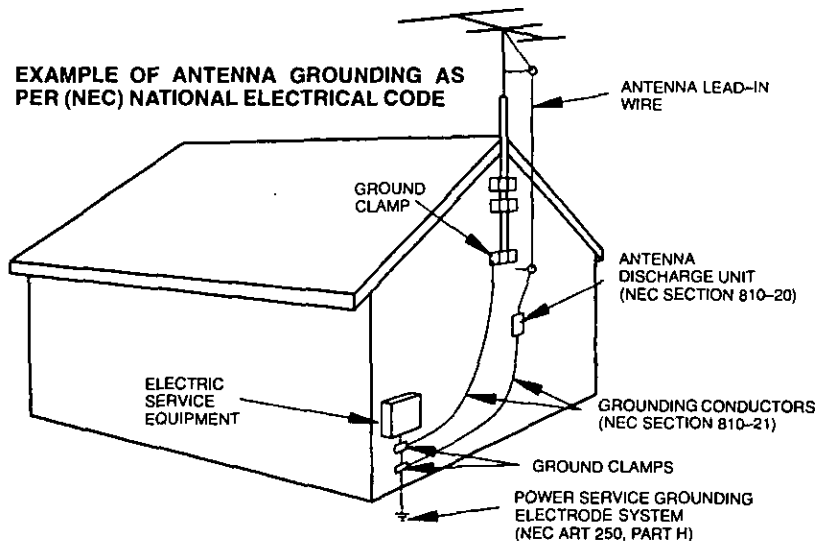 EXAMPLE OF ANTENNA GROUNDING AS
PER (NEC) NATIONAL ELECTRICAL CODE
ANTENNA LEAD–IN
WIRE
GROUND
CLAMP
ANTENNA
DISCHARGE UNIT
(NEC SECTION 810–20)
ELECTRIC
SERVICE
EQUIPMENT
GROUNDING CONDUCTORS
(NEC SECTION 810–21)
GROUND CLAMPS
POWER SERVICE GROUNDING
ELECTRODE SYSTEM
(NEC ART 250, PART H)